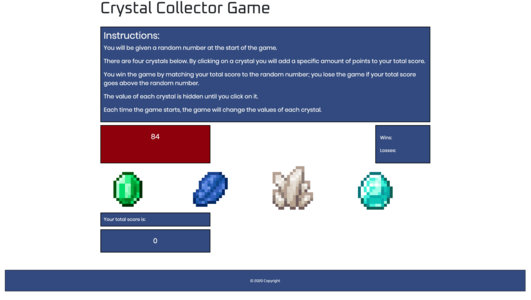 Crystal Collector Game
Instructions:
You will be given a random number at the start of the game.
There are four crystals below. By clicking on a crystal you will add a specific amount of points to your total score.
You win the game by matching your total score to the random number; you lose the game if your total score
goes above the random number.
The value of each crystal is hidden until you click on it.
Each time the game starts, the game will change the values of each crystal.
84
Wins:
Losses:
Your total score is:
0